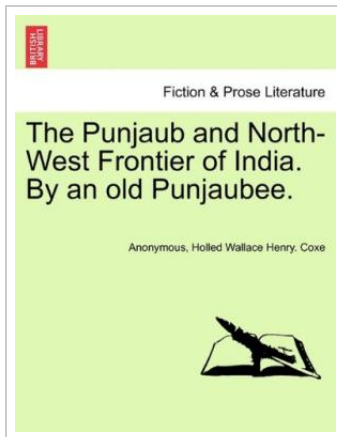 BRITISH
LIBRARY
Fiction & Prose Literature
The Punjaub and North-
West Frontier of India.
By an old Punjaubee.
Anonymous, Holled Wallace Henry. Coxe